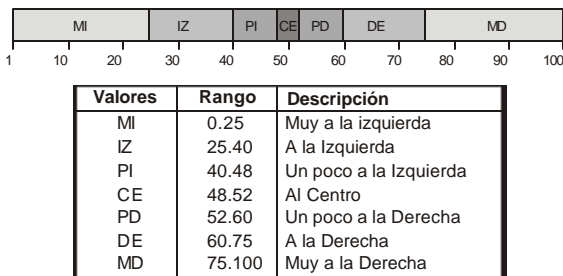 MI IZ PI CE PD DE MD
1 10 20 30 40 50 60 70 80 90 100
Valores Rango Descripción
MI 0.25 Muy a la izquierda
IZ 25.40 A la Izquierda
PI 40.48 Un poco a la Izquierda
CE 48.52 Al Centro
PD 52.60 Un poco a la Derecha
DE 60.75 A la Derecha
MD 75.100 Muy a la Derecha